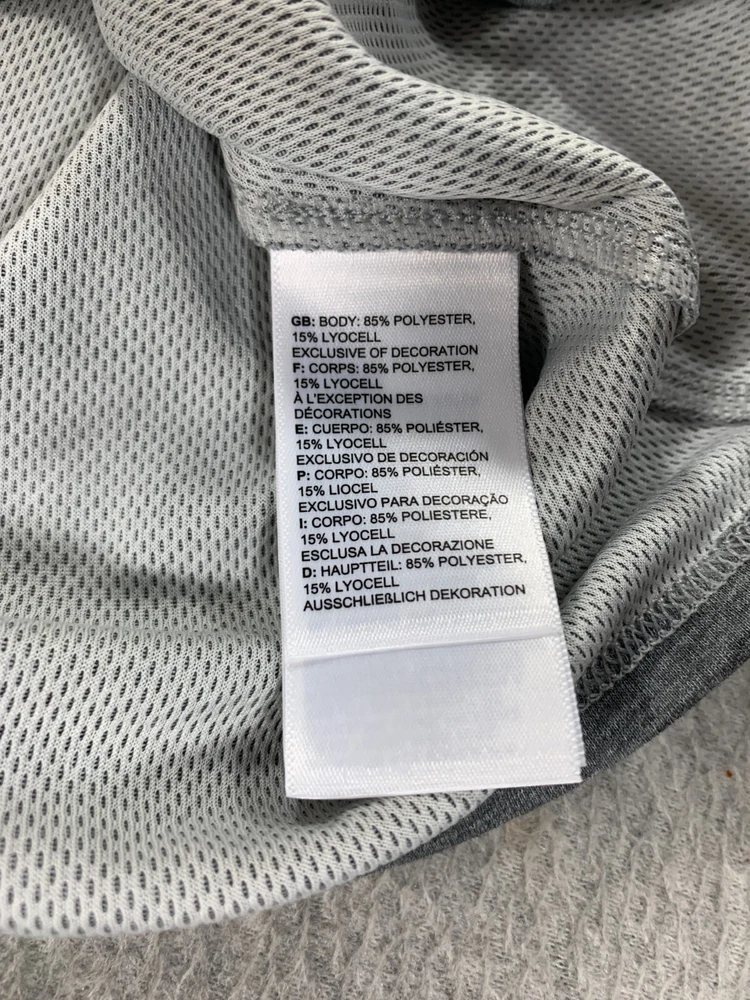 GB: BODY: 85% POLYESTER,
15% LYOCELL
EXCLUSIVE OF DECORATION
F: CORPS: 85% POLYESTER,
15% LYOCELL
À L'EXCEPTION DES
DÉCORATIONS
E: CUERPO: 85% POLIÉSTER,
15% LYOCELL
EXCLUSIVO DE DECORACIÓN
P: CORPO: 85% POLIÉSTER,
15% LIOCEL
EXCLUSIVO PARA DECORAÇÃO
I: CORPO: 85% POLIESTERE,
15% LYOCELL
ESCLUSA LA DECORAZIONE
D: HAUPTTEIL: 85% POLYESTER,
15% LYOCELL
AUSSCHLIEßLICH DEKORATION